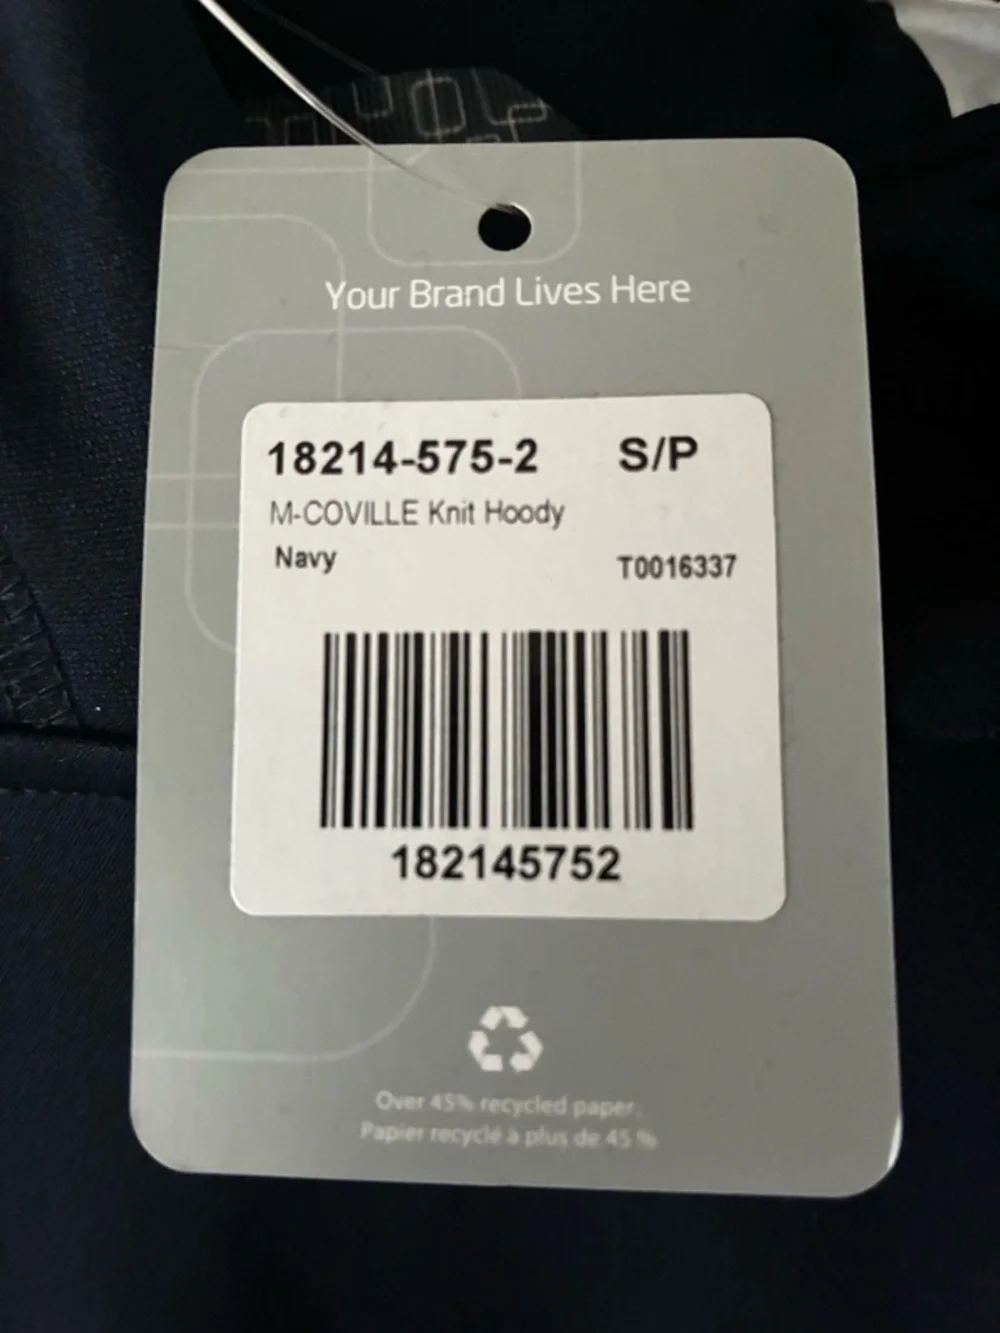 Your Brand Lives Here
18214-575-2 S/P
M-COVILLE Knit Hoody
Navy T0016337
182145752
Over 45% recycled paper.
Papier recyclé à plus de 45 %